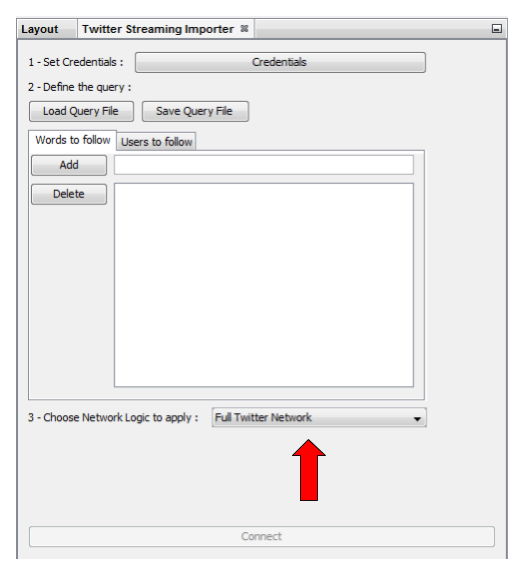 Layout Twitter Streaming Importer
1 - Set Credentials : Credentials
2 - Define the query :
Load Query File Save Query File
Words to follow Users to follow
Add
Delete
3 - Choose Network Logic to apply : Full Twitter Network
Connect